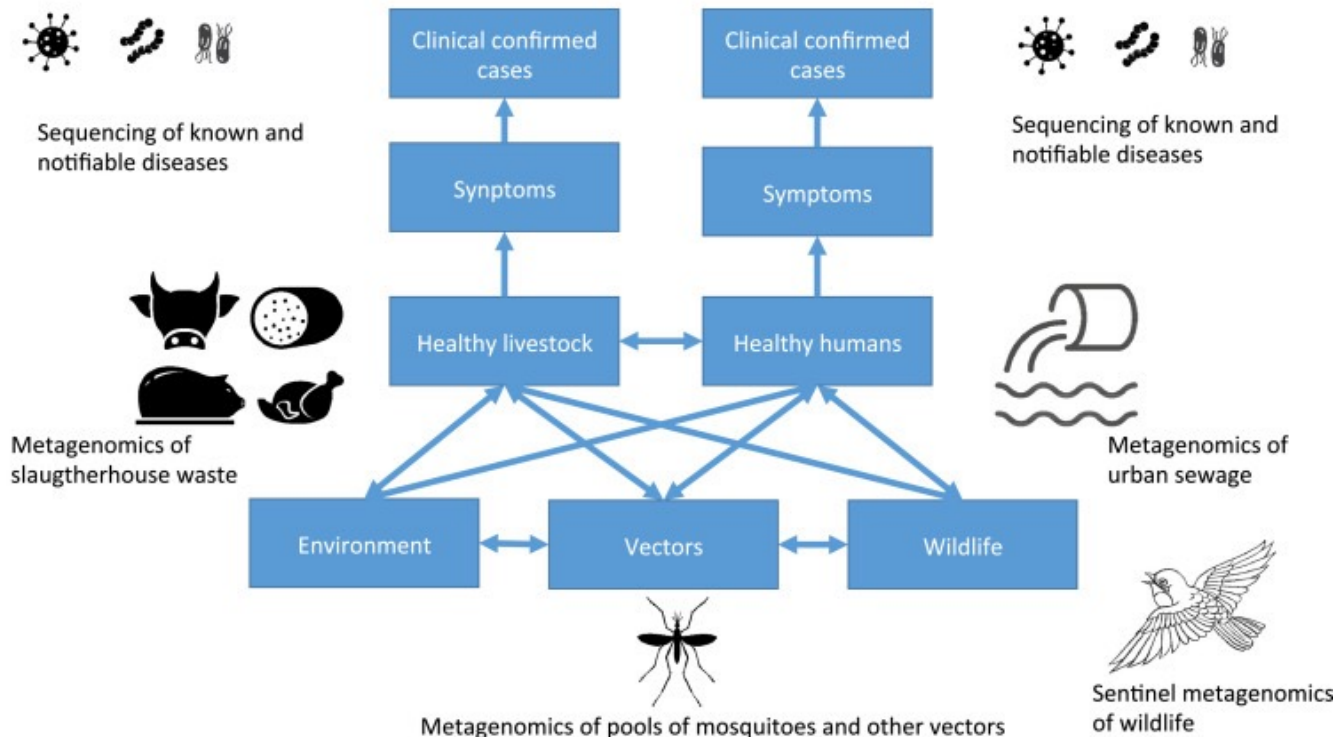 Clinical confirmed
cases
Clinical confirmed
cases
Sequencing of known and
notifiable diseases
Sequencing of known and
notifiable diseases
Synptoms
Symptoms
Healthy livestock
Healthy humans
Metagenomics of
slaugtherhouse waste
Metagenomics of
urban sewage
Environment
Vectors
Wildlife
Metagenomics of pools of mosquitoes and other vectors
Sentinel metagenomics
of wildlife